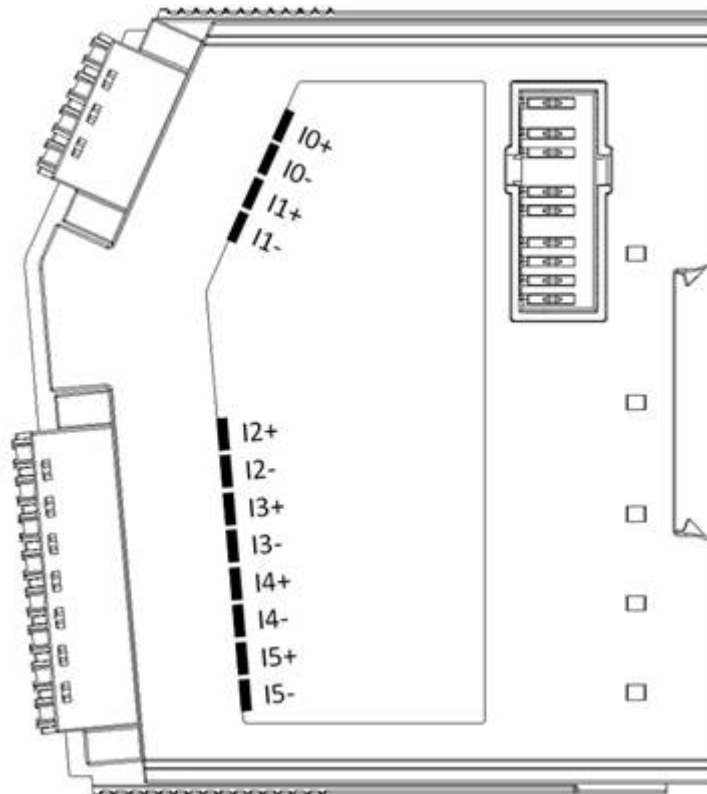 I0+
I0-
I1+
I1-
I2+
I2-
I3+
I3-
I4+
I4-
I5+
I5-